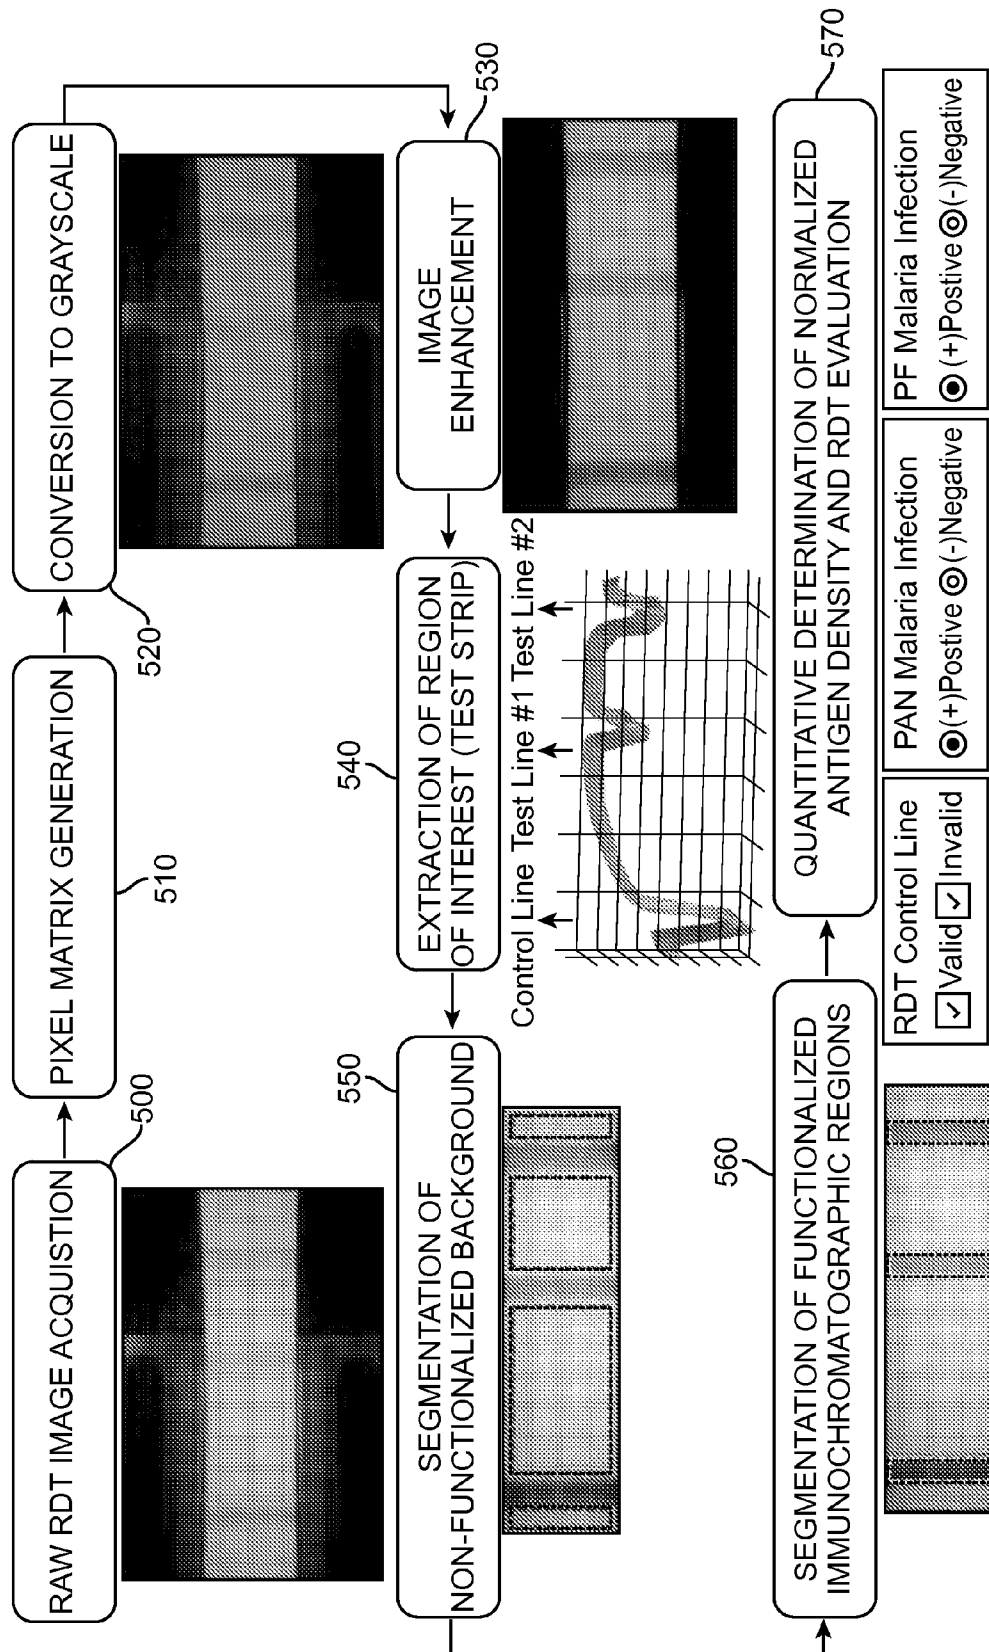 RAW RDT IMAGE ACQUISTION
500
PIXEL MATRIX GENERATION
510
CONVERSION TO GRAYSCALE
520
IMAGE
ENHANCEMENT
530
EXTRACTION OF REGION
OF INTEREST (TEST STRIP)
540
Control Line Test Line #1 Test Line #2
SEGMENTATION OF
NON-FUNCTIONALIZED BACKGROUND
550
SEGMENTATION OF FUNCTIONALIZED
IMMUNOCHROMATOGRAPHIC REGIONS
560
QUANTITATIVE DETERMINATION OF NORMALIZED
ANTIGEN DENSITY AND RDT EVALUATION
570
RDT Control Line
Valid Invalid
PAN Malaria Infection
(+)Postive (-)Negative
PF Malaria Infection
(+)Postive (-)Negative